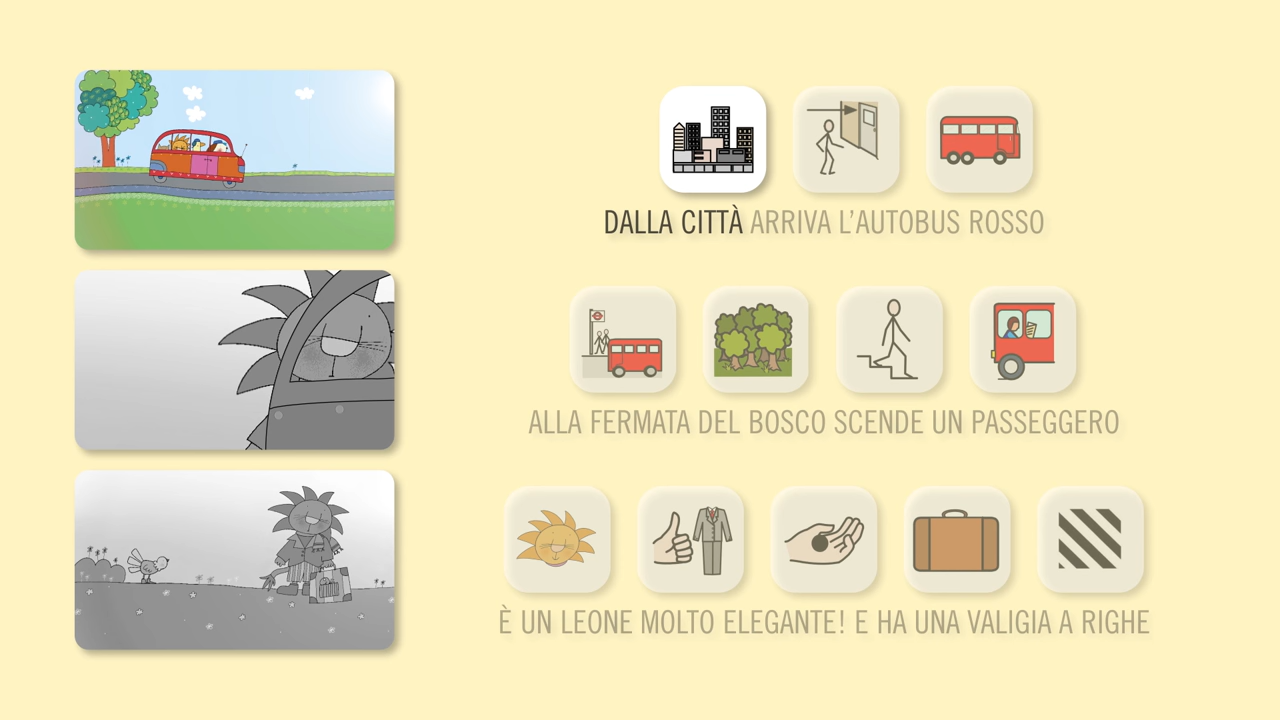 DALLA CITTÀ ARRIVA L'AUTOBUS ROSSO
ALLA FERMATA DEL BOSCO SCENDE UN PASSEGGERO
È UN LEONE MOLTO ELEGANTE! E HA UNA VALIGIA A RIGHE